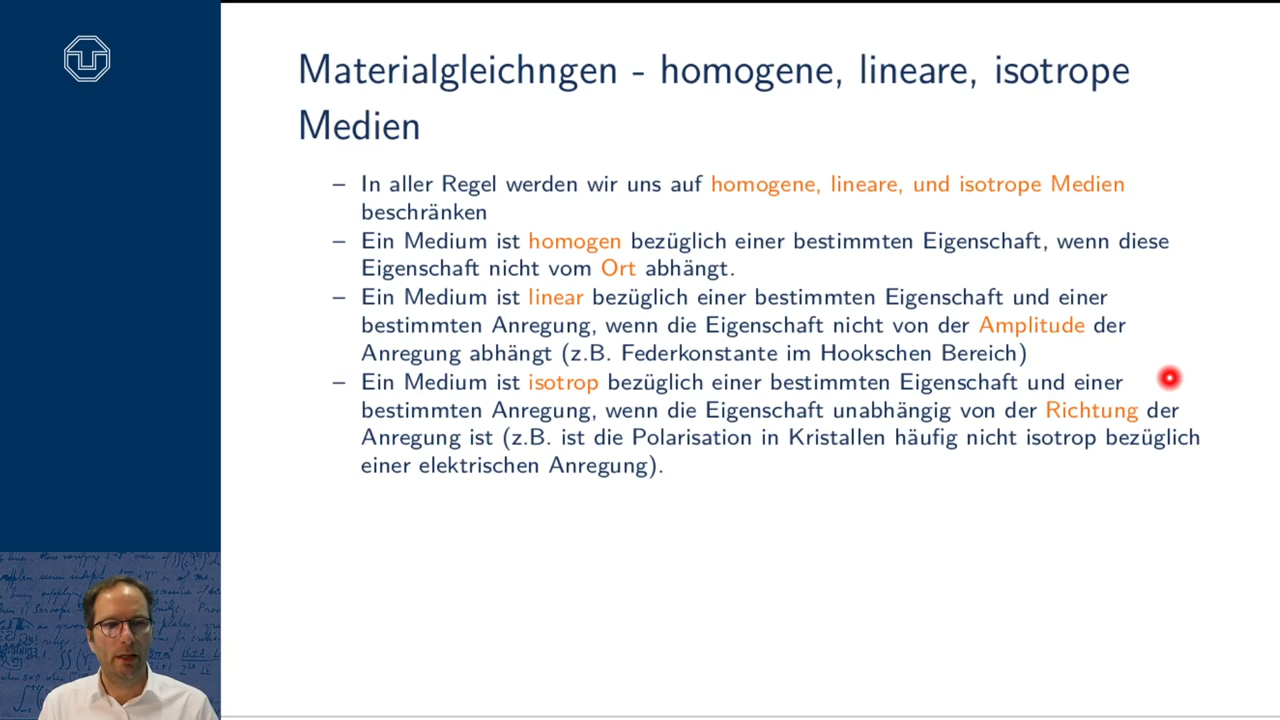 Materialgleichngen - homogene, lineare, isotrope
Medien
– In aller Regel werden wir uns auf homogene, lineare, und isotrope Medien
beschränken
– Ein Medium ist homogen bezüglich einer bestimmten Eigenschaft, wenn diese
Eigenschaft nicht vom Ort abhängt.
– Ein Medium ist linear bezüglich einer bestimmten Eigenschaft und einer
bestimmten Anregung, wenn die Eigenschaft nicht von der Amplitude der
Anregung abhängt (z.B. Federkonstante im Hookschen Bereich)
– Ein Medium ist isotrop bezüglich einer bestimmten Eigenschaft und einer
bestimmten Anregung, wenn die Eigenschaft unabhängig von der Richtung der
Anregung ist (z.B. ist die Polarisation in Kristallen häufig nicht isotrop bezüglich
einer elektrischen Anregung).